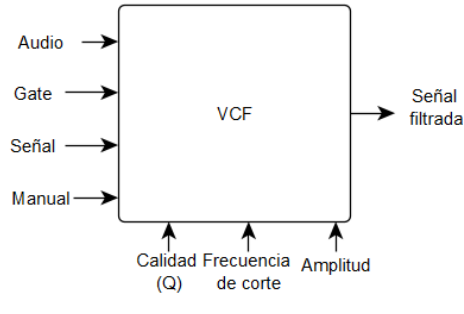 Audio
Gate
Señal
Manual
VCF
Señal
filtrada
Calidad
(Q)
Frecuencia
de corte
Amplitud